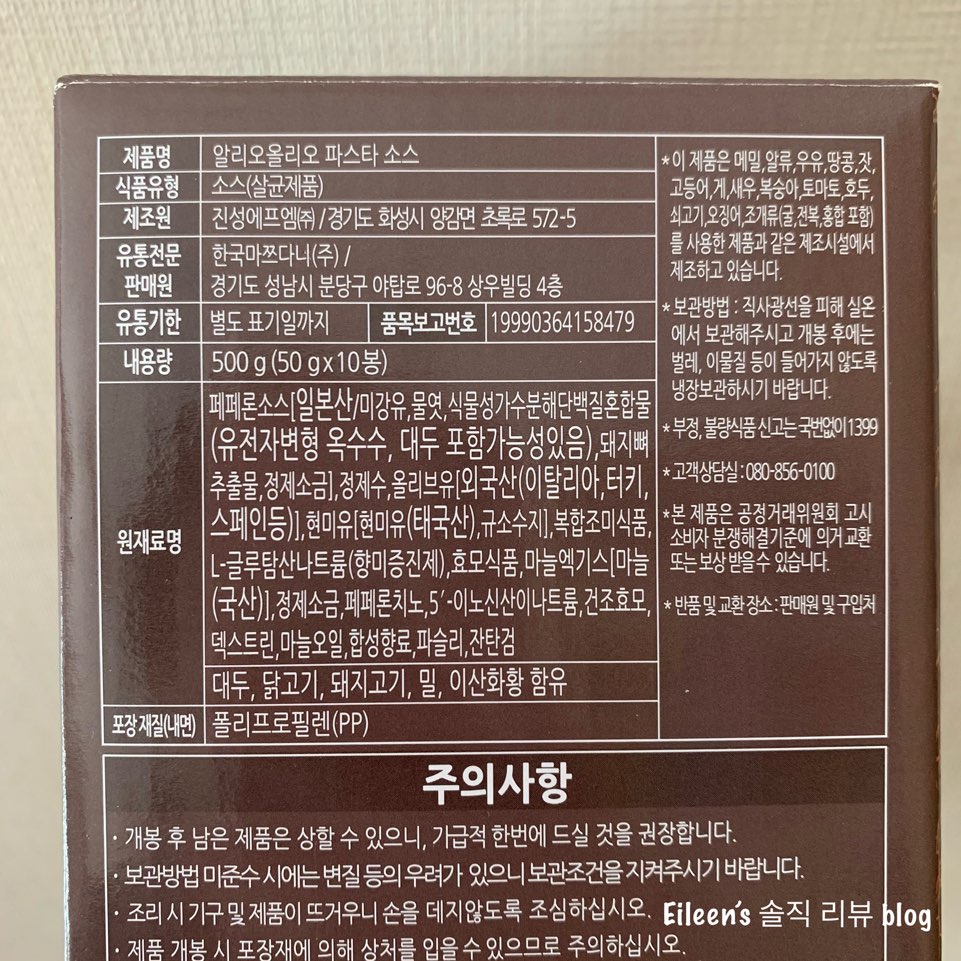 제품명 알리오올리오 파스타 소스
식품유형 소스(살균제품)
제조원 진성에프엠㈜ / 경기도 화성시 양감면 초록로 572-5
유통전문 한국마쯔다니(주) /
판매원 경기도 성남시 분당구 야탑로 96-8 상우빌딩 4층
유통기한 별도 표기일까지 품목보고번호 19990364158479
내용량 500 g (50 g x 10봉)
원재료명
페페론소스[일본산/미강유,물엿,식물성가수분해단백질혼합물
(유전자변형 옥수수, 대두 포함가능성있음),돼지뼈
추출물,정제소금],정제수,올리브유[외국산(이탈리아,터키,
스페인등)],현미유[현미유(태국산),규소수지],복합조미식품,
L-글루탐산나트륨(향미증진제),효모식품,마늘엑기스[마늘
(국산)],정제소금,페페론치노,5´-이노신산이나트륨,건조효모,
덱스트린,마늘오일,합성향료,파슬리,잔탄검
대두, 닭고기, 돼지고기, 밀, 이산화황 함유
포장재질(내면) 폴리프로필렌(PP)
*이 제품은 메밀,알류,우유,땅콩,잣,
고등어,게,새우,복숭아,토마토,호두,
쇠고기,오징어,조개류(굴,전복,홍합 포함)
를 사용한 제품과 같은 제조시설에서
제조하고 있습니다.
*보관방법 : 직사광선을 피해 실온
에서 보관해주시고 개봉 후에는
벌레, 이물질 등이 들어가지 않도록
냉장보관하시기 바랍니다.
*부정, 불량식품 신고는 국번없이 1399
*고객상담실 : 080-856-0100
*본 제품은 공정거래위원회 고시
소비자 분쟁해결기준에 의거 교환
또는 보상 받을수 있습니다.
*반품 및 교환 장소 : 판매원 및 구입처
주의사항
· 개봉 후 남은 제품은 상할 수 있으니, 가급적 한번에 드실 것을 권장합니다.
· 보관방법 미준수 시에는 변질 등의 우려가 있으니 보관조건을 지켜주시기 바랍니다.
· 조리 시 기구 및 제품이 뜨거우니 손을 데지않도록 조심하십시오.
· 제품 개봉 시 포장재에 의해 상처를 입을 수 있으므로 주의하십시오.
Eileen's 솔직 리뷰 blog